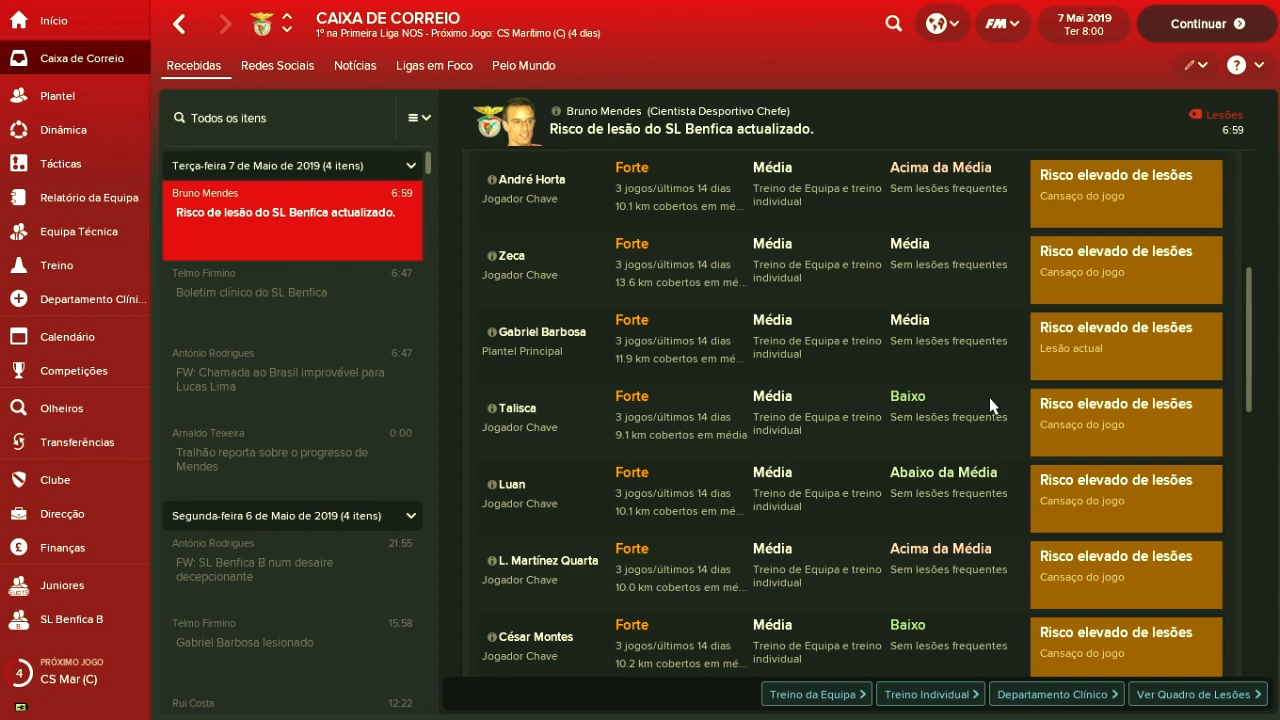 Início
Caixa de Correio
Plantel
Dinâmica
Tácticas
Relatório da Equipa
Equipa Técnica
Treino
Departamento Clíni...
Calendário
Competições
Olheiros
Transferências
Clube
Direcção
Finanças
Juniores
SL Benfica B
PRÓXIMO JOGO
4
CS Mar (C)
CAIXA DE CORREIO
1º na Primeira Liga NOS - Próximo Jogo: CS Marítimo (C) (4 dias)
FM
7 Mai 2019
Ter 8:00
Continuar
Recebidas Redes Sociais Notícias Ligas em Foco Pelo Mundo
?
Todos os itens
Terça-feira 7 de Maio de 2019 (4 itens)
Bruno Mendes 6:59
Risco de lesão do SL Benfica actualizado.
Telmo Firmino 6:47
Boletim clínico do SL Benfica
António Rodrigues 6:47
FW: Chamada ao Brasil improvável para
Lucas Lima
Arnaldo Teixeira 0:00
Tralhão reporta sobre o progresso de
Mendes
Segunda-feira 6 de Maio de 2019 (4 itens)
António Rodrigues 21:55
FW: SL Benfica B num desaire
decepcionante
Telmo Firmino 15:58
Gabriel Barbosa lesionado
Rui Costa 12:22
Bruno Mendes (Cientista Desportivo Chefe)
Risco de lesão do SL Benfica actualizado.
Lesões
6:59
André Horta
Jogador Chave
Forte
3 jogos/últimos 14 dias
10.1 km cobertos em mé...
Média
Treino de Equipa e treino
individual
Acima da Média
Sem lesões frequentes
Risco elevado de lesões
Cansaço do jogo
Zeca
Jogador Chave
Forte
3 jogos/últimos 14 dias
13.6 km cobertos em mé...
Média
Treino de Equipa e treino
individual
Média
Sem lesões frequentes
Risco elevado de lesões
Cansaço do jogo
Gabriel Barbosa
Plantel Principal
Forte
3 jogos/últimos 14 dias
11.9 km cobertos em mé...
Média
Treino de Equipa e treino
individual
Média
Sem lesões frequentes
Risco elevado de lesões
Lesão actual
Talisca
Jogador Chave
Forte
3 jogos/últimos 14 dias
9.1 km cobertos em média
Média
Treino de Equipa e treino
individual
Baixo
Sem lesões frequentes
Risco elevado de lesões
Cansaço do jogo
Luan
Jogador Chave
Forte
3 jogos/últimos 14 dias
10.1 km cobertos em mé...
Média
Treino de Equipa e treino
individual
Abaixo da Média
Sem lesões frequentes
Risco elevado de lesões
Cansaço do jogo
L. Martínez Quarta
Jogador Chave
Forte
3 jogos/últimos 14 dias
10.0 km cobertos em mé...
Média
Treino de Equipa e treino
individual
Acima da Média
Sem lesões frequentes
Risco elevado de lesões
Cansaço do jogo
César Montes
Jogador Chave
Forte
3 jogos/últimos 14 dias
10.2 km cobertos em mé...
Média
Treino de Equipa e treino
individual
Baixo
Sem lesões frequentes
Risco elevado de lesões
Cansaço do jogo
Treino da Equipa Treino Individual Departamento Clínico Ver Quadro de Lesões